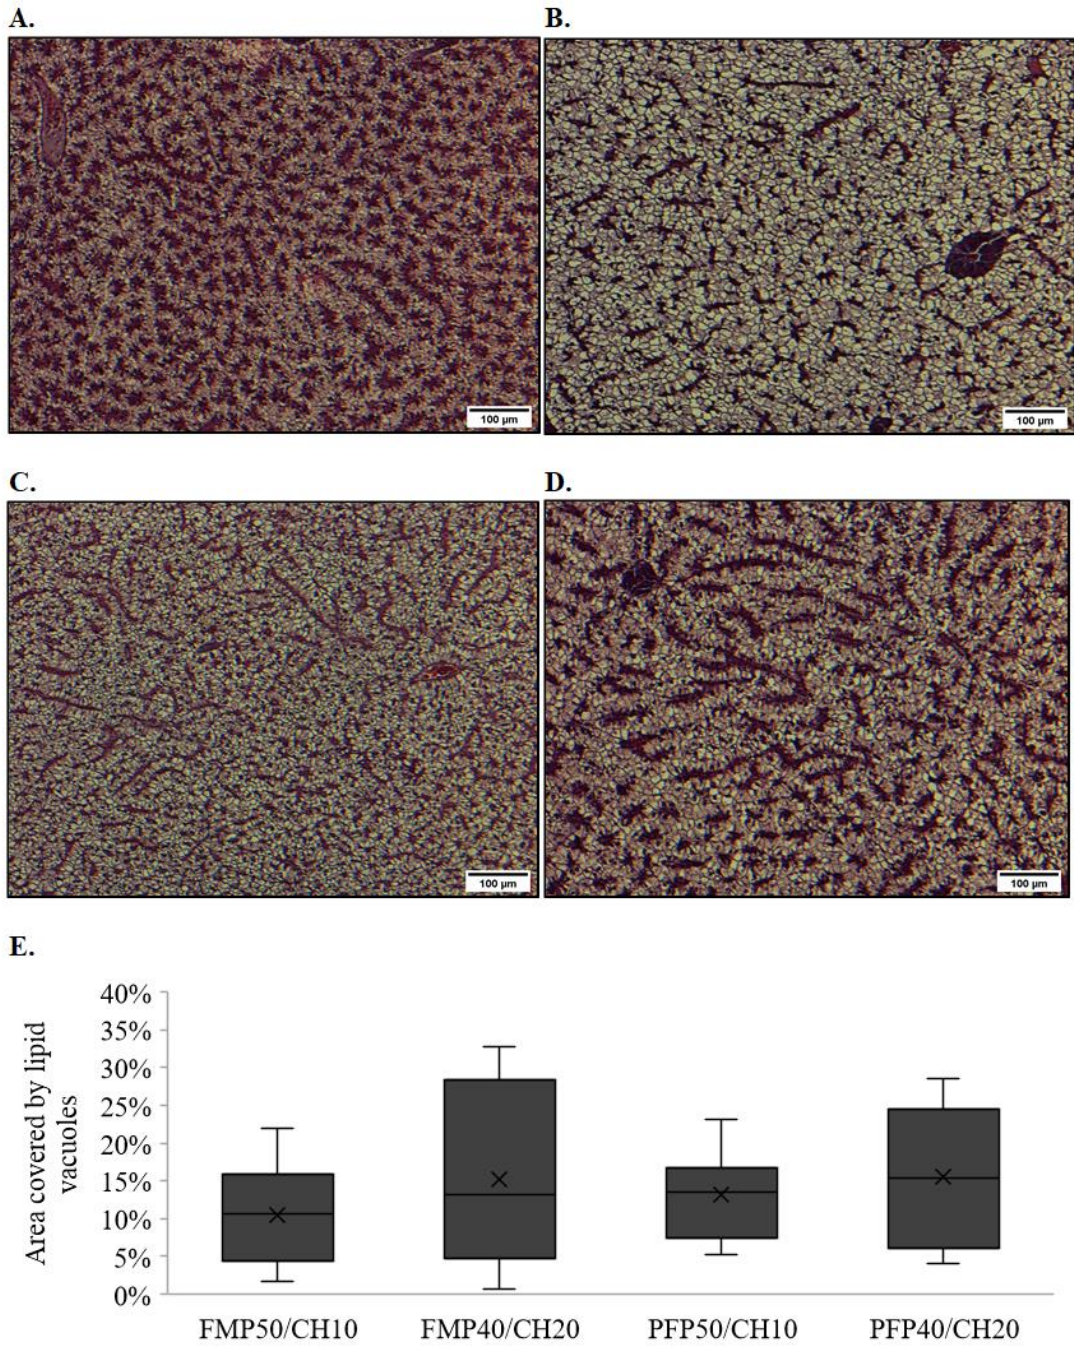 A.
B.
100 µm
100 µm
C.
D.
100 µm
100 µm
E.
Area covered by lipid
vacuoles
40%
35%
30%
25%
20%
15%
10%
5%
0%
FMP50/CH10
FMP40/CH20
PFP50/CH10
PFP40/CH20